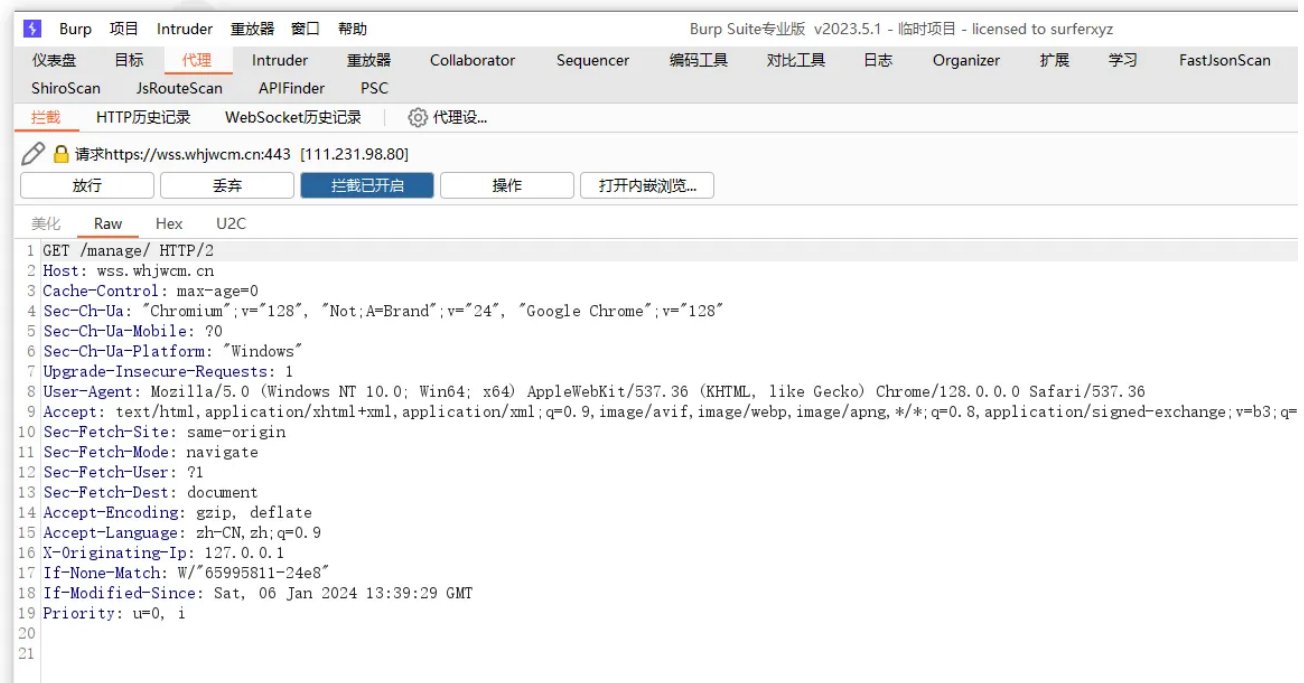 Burp 项目 Intruder 重放器 窗口 帮助 Burp Suite专业版 v2023.5.1 - 临时项目 - licensed to surferxyz
仪表盘 目标 代理 Intruder 重放器 Collaborator Sequencer 编码工具 对比工具 日志 Organizer 扩展 学习 FastJsonScan
ShiroScan JsRouteScan APIFinder PSC
拦截 HTTP历史记录 WebSocket历史记录 代理设...
请求https://wss.whjwcm.cn:443 [111.231.98.80]
放行 丢弃 拦截已开启 操作 打开内嵌浏览...
美化 Raw Hex U2C
1 GET /manage/ HTTP/2
2 Host: wss.whjwcm.cn
3 Cache-Control: max-age=0
4 Sec-Ch-Ua: "Chromium";v="128", "Not;A=Brand";v="24", "Google Chrome";v="128"
5 Sec-Ch-Ua-Mobile: ?0
6 Sec-Ch-Ua-Platform: "Windows"
7 Upgrade-Insecure-Requests: 1
8 User-Agent: Mozilla/5.0 (Windows NT 10.0; Win64; x64) AppleWebKit/537.36 (KHTML, like Gecko) Chrome/128.0.0.0 Safari/537.36
9 Accept: text/html,application/xhtml+xml,application/xml;q=0.9,image/avif,image/webp,image/apng,*/*;q=0.8,application/signed-exchange;v=b3;q=
10 Sec-Fetch-Site: same-origin
11 Sec-Fetch-Mode: navigate
12 Sec-Fetch-User: ?1
13 Sec-Fetch-Dest: document
14 Accept-Encoding: gzip, deflate
15 Accept-Language: zh-CN,zh;q=0.9
16 X-Originating-Ip: 127.0.0.1
17 If-None-Match: W/"65995811-24e8"
18 If-Modified-Since: Sat, 06 Jan 2024 13:39:29 GMT
19 Priority: u=0, i
20
21